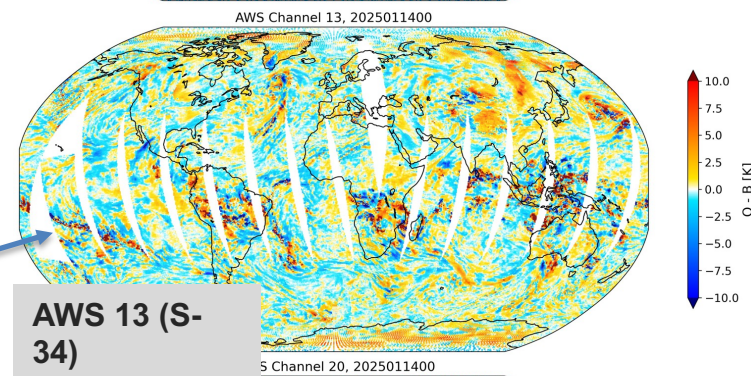 AWS Channel 13, 2025011400
10.0
7.5
5.0
2.5
0.0
−2.5
−5.0
−7.5
−10.0
O - B [K]
AWS 13 (S-
34)
S Channel 20, 2025011400